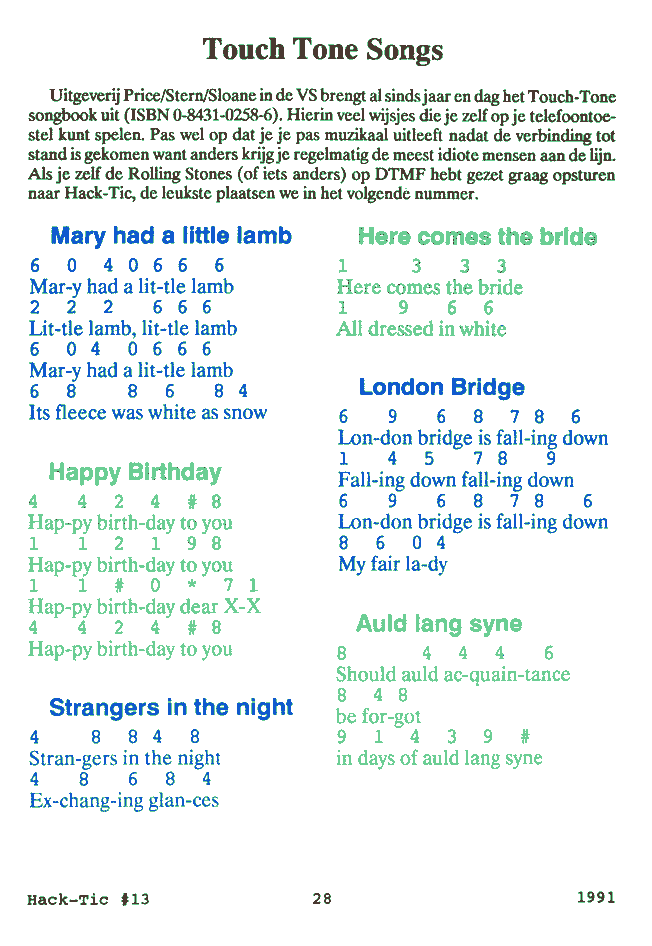 Touch Tone Songs
Uitgeverij Price/Stern/Sloane in de VS brengt al sinds jaar en dag het Touch-Tone
songbook uit (ISBN 0-8431-0258-6). Hierin veel wijsjes die je zelf op je telefoontoe-
stel kunt spelen. Pas wel op dat je je pas muzikaal uitleeft nadat de verbinding tot
stand is gekomen want anders krijg je regelmatig de meest idiote mensen aan de lijn.
Als je zelf de Rolling Stones (of iets anders) op DTMF hebt gezet graag opsturen
naar Hack-Tic, de leukste plaatsen we in het volgende nummer.
Mary had a little lamb
6 0 4 0 6 6 6
Mar-y had a lit-tle lamb
2 2 2 6 6 6
Lit-tle lamb, lit-tle lamb
6 0 4 0 6 6 6
Mar-y had a lit-tle lamb
6 8 8 6 8 4
Its fleece was white as snow
Happy Birthday
4 4 2 4 # 8
Hap-py birth-day to you
1 1 2 1 9 8
Hap-py birth-day to you
1 1 # 0 * 7 1
Hap-py birth-day dear X-X
4 4 2 4 # 8
Hap-py birth-day to you
Strangers in the night
4 8 8 4 8
Stran-gers in the night
4 8 6 8 4
Ex-chang-ing glan-ces
Here comes the bride
1 3 3 3
Here comes the bride
1 9 6 6
All dressed in white
London Bridge
6 9 6 8 7 8 6
Lon-don bridge is fall-ing down
1 4 5 7 8 9
Fall-ing down fall-ing down
6 9 6 8 7 8 6
Lon-don bridge is fall-ing down
8 6 0 4
My fair la-dy
Auld lang syne
8 4 4 4 6
Should auld ac-quain-tance
8 4 8
be for-got
9 1 4 3 9 #
in days of auld lang syne
Hack-Tic #13 28 1991